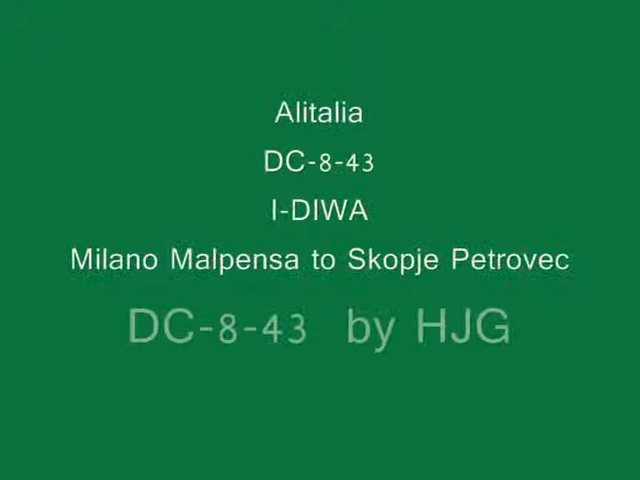 Alitalia
DC-8-43
I-DIWA
Milano Malpensa to Skopje Petrovec
DC-8-43 by HJG